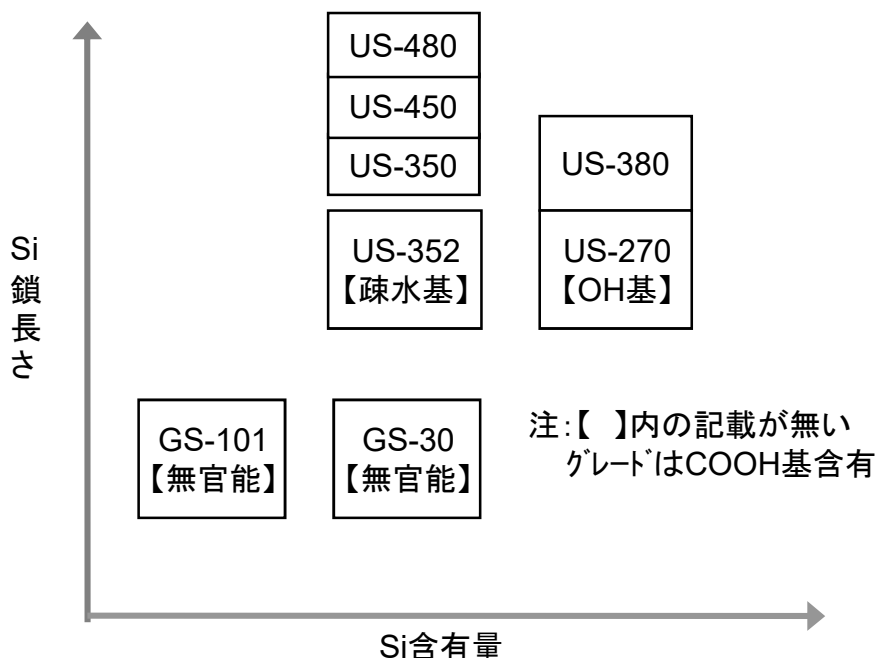 US-480
US-450
US-350
US-380
US-352
【疎水基】
US-270
【OH基】
Si
鎖
長
さ
GS-101
【無官能】
GS-30
【無官能】
注:【 】内の記載が無い
ｸﾞﾚｰﾄﾞはCOOH基含有
Si含有量